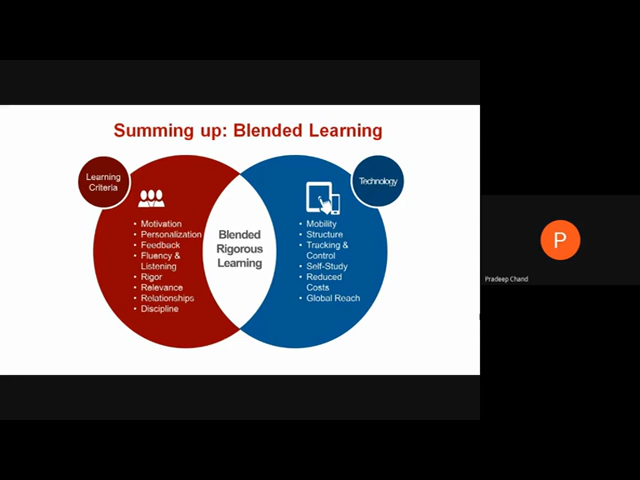 Summing up: Blended Learning
Learning
Criteria
Technology
• Motivation
• Personalization
• Feedback
• Fluency &
Listening
• Rigor
• Relevance
• Relationships
• Discipline
Blended
Rigorous
Learning
• Mobility
• Structure
• Tracking &
Control
• Self-Study
• Reduced
Costs
• Global Reach
P
Pradeep Chand